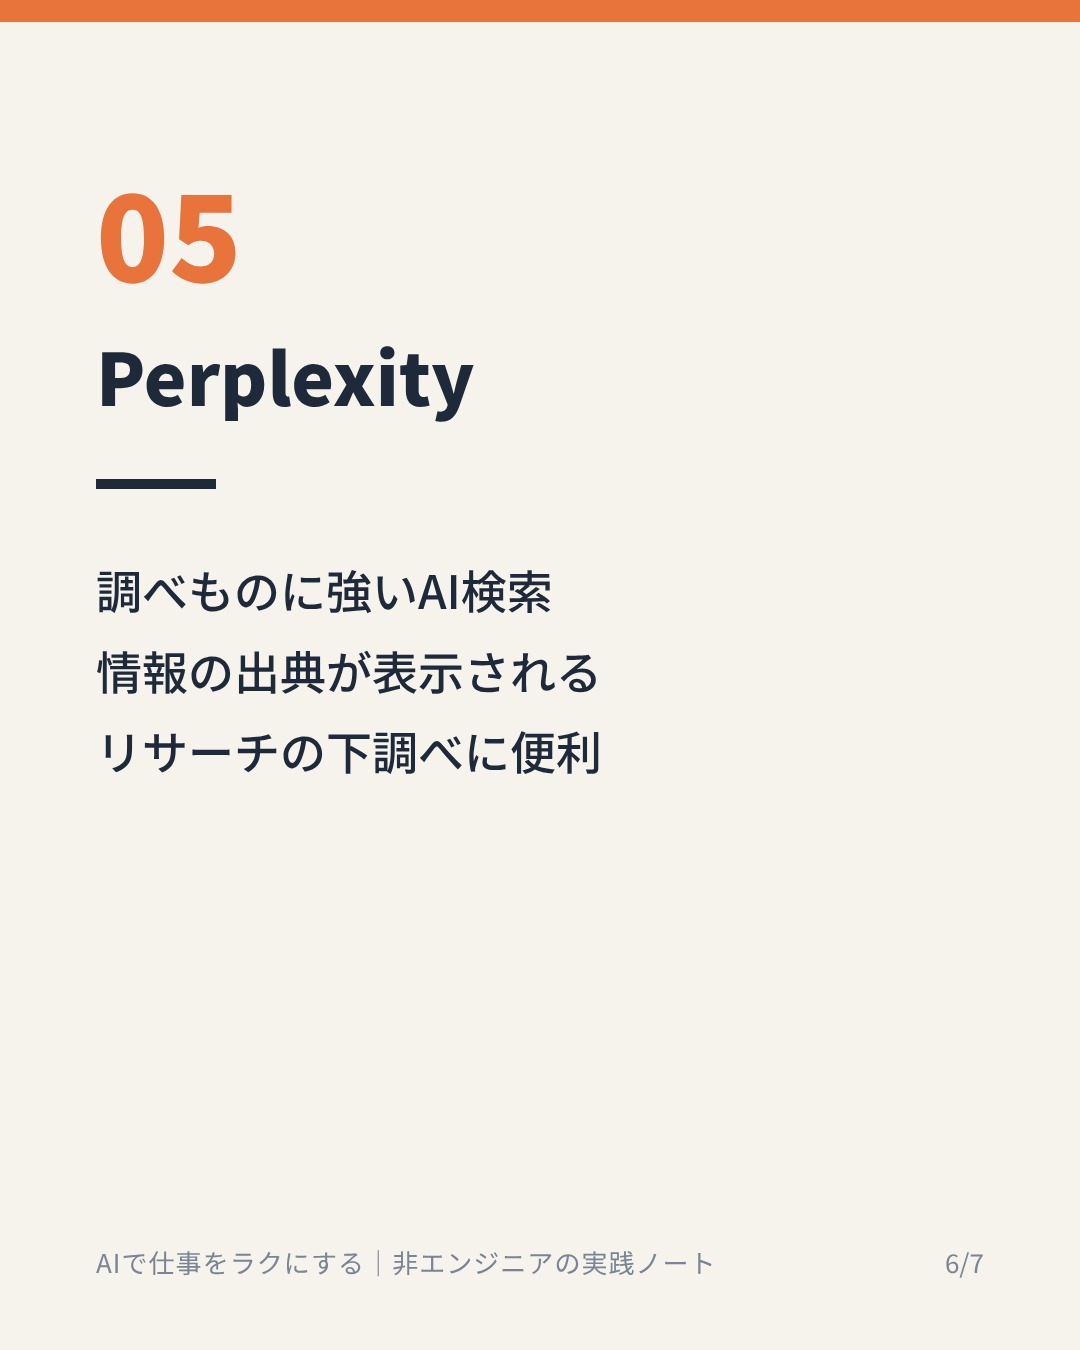 05
Perplexity
調べものに強いAI検索
情報の出典が表示される
リサーチの下調べに便利
AIで仕事をラクにする｜非エンジニアの実践ノート
6/7